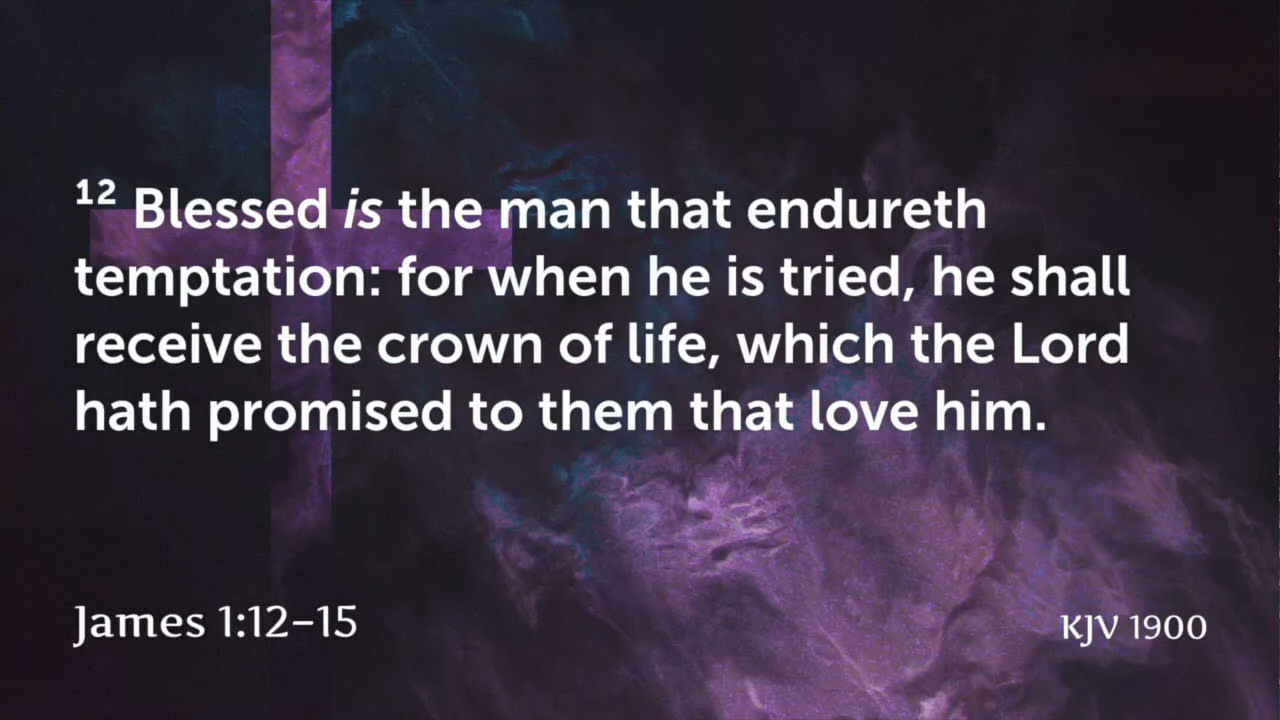 12 Blessed is the man that endureth
temptation: for when he is tried, he shall
receive the crown of life, which the Lord
hath promised to them that love him.
James 1:12–15
KJV 1900